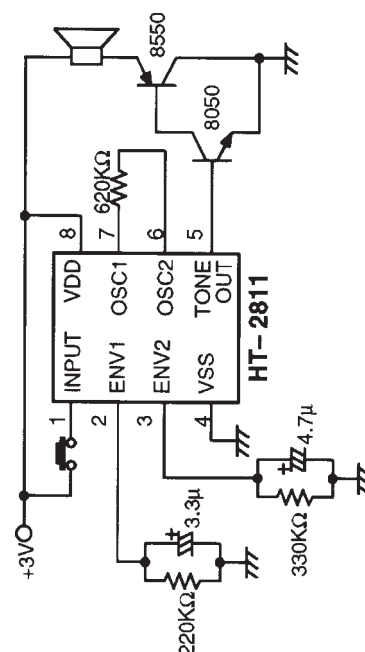 +3V
1
2
3
4
INPUT
ENV1
ENV2
VSS
VDD
OSC1
OSC2
TONE
OUT
8
7
6
5
HT-2811
620KΩ
8550
8050
220KΩ
3.3µ
+
330KΩ
4.7µ
+